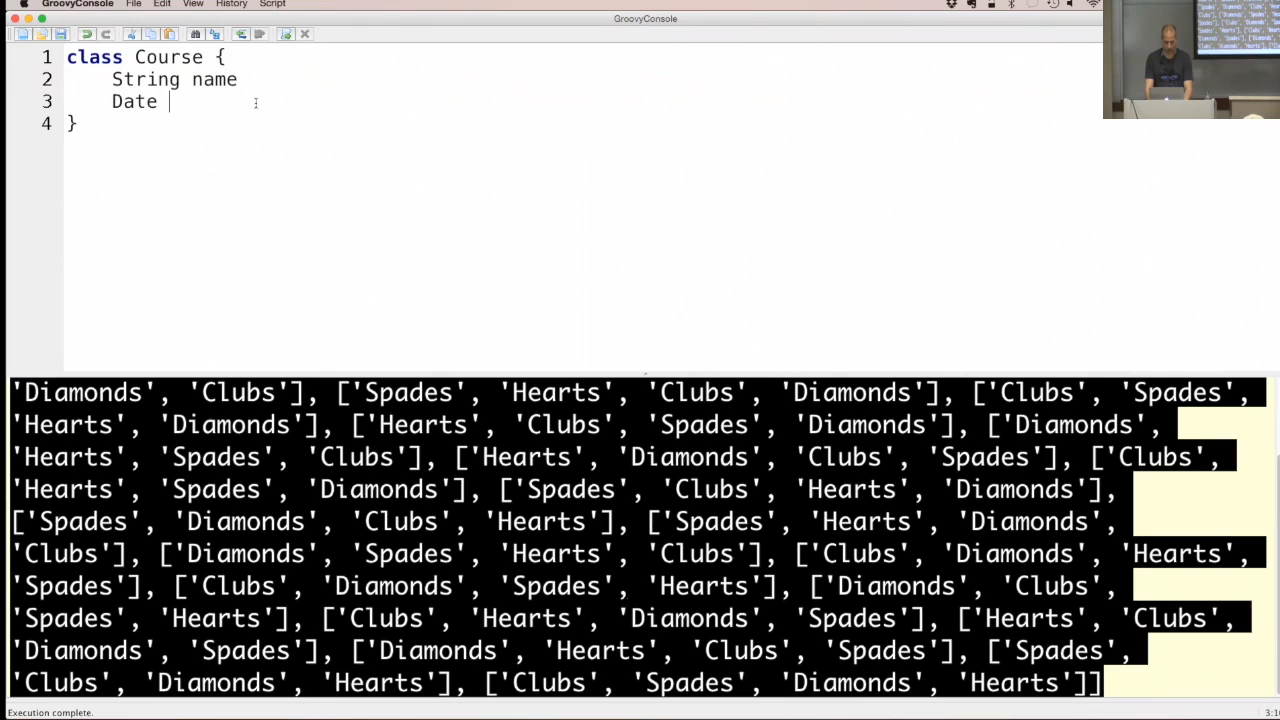 GroovyConsole File Edit View History Script
GroovyConsole
1 class Course {
2 String name
3 Date
4 }
'Diamonds', 'Clubs'], ['Spades', 'Hearts', 'Clubs', 'Diamonds'], ['Clubs', 'Spades',
'Hearts', 'Diamonds'], ['Hearts', 'Clubs', 'Spades', 'Diamonds'], ['Diamonds',
'Hearts', 'Spades', 'Clubs'], ['Hearts', 'Diamonds', 'Clubs', 'Spades'], ['Clubs',
'Hearts', 'Spades', 'Diamonds'], ['Spades', 'Clubs', 'Hearts', 'Diamonds'],
['Spades', 'Diamonds', 'Clubs', 'Hearts'], ['Spades', 'Hearts', 'Diamonds',
'Clubs'], ['Diamonds', 'Spades', 'Hearts', 'Clubs'], ['Clubs', 'Diamonds', 'Hearts',
'Spades'], ['Clubs', 'Diamonds', 'Spades', 'Hearts'], ['Diamonds', 'Clubs',
'Spades', 'Hearts'], ['Clubs', 'Hearts', 'Diamonds', 'Spades'], ['Hearts', 'Clubs',
'Diamonds', 'Spades'], ['Diamonds', 'Hearts', 'Clubs', 'Spades'], ['Spades',
'Clubs', 'Diamonds', 'Hearts'], ['Clubs', 'Spades', 'Diamonds', 'Hearts']]
Execution complete.